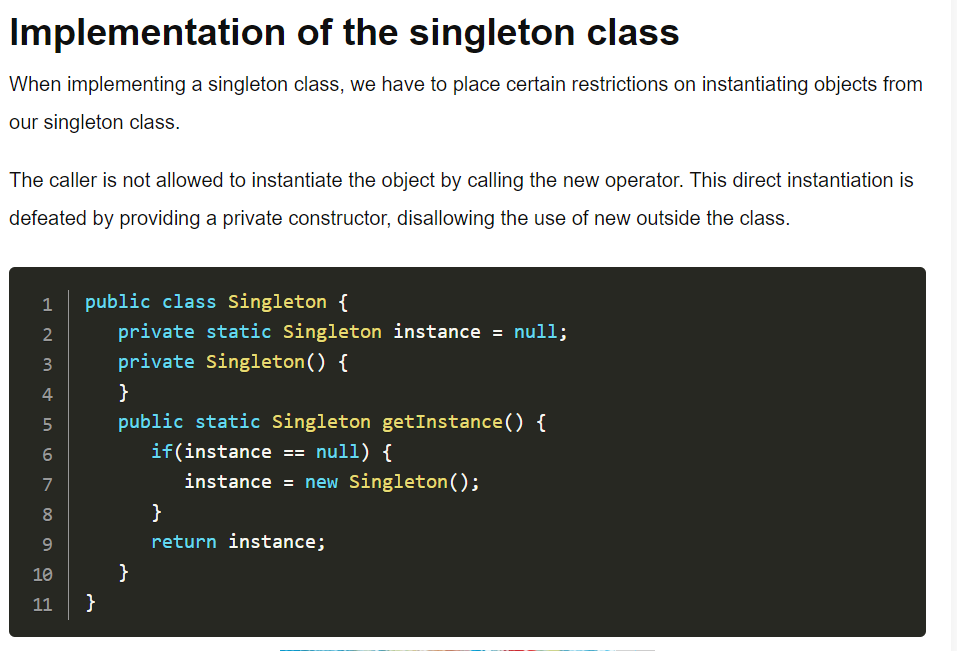 Implementation of the singleton class
When implementing a singleton class, we have to place certain restrictions on instantiating objects from
our singleton class.
The caller is not allowed to instantiate the object by calling the new operator. This direct instantiation is
defeated by providing a private constructor, disallowing the use of new outside the class.
1 public class Singleton {
2    private static Singleton instance = null;
3    private Singleton() {
4    }
5    public static Singleton getInstance() {
6       if(instance == null) {
7          instance = new Singleton();
8       }
9       return instance;
10    }
11 }